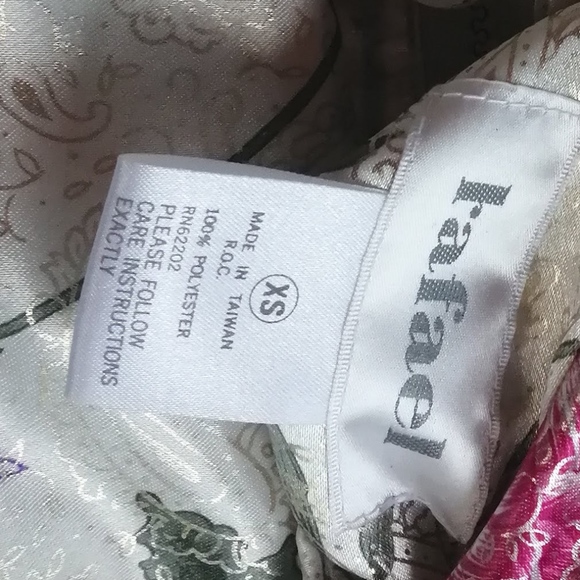 rafael
XS
MADE IN TAIWAN
R.O.C.
100% POLYESTER
RN62202
PLEASE FOLLOW
CARE INSTRUCTIONS
EXACTLY